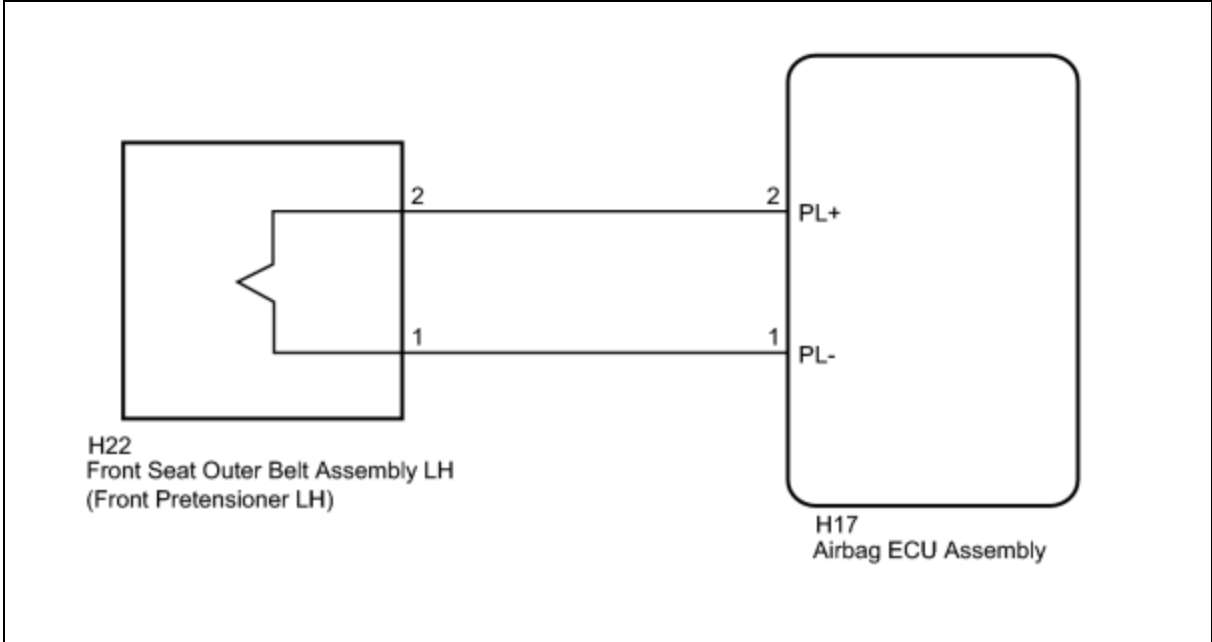 2
2
PL+
1
1
PL-
H22
Front Seat Outer Belt Assembly LH
(Front Pretensioner LH)
H17
Airbag ECU Assembly